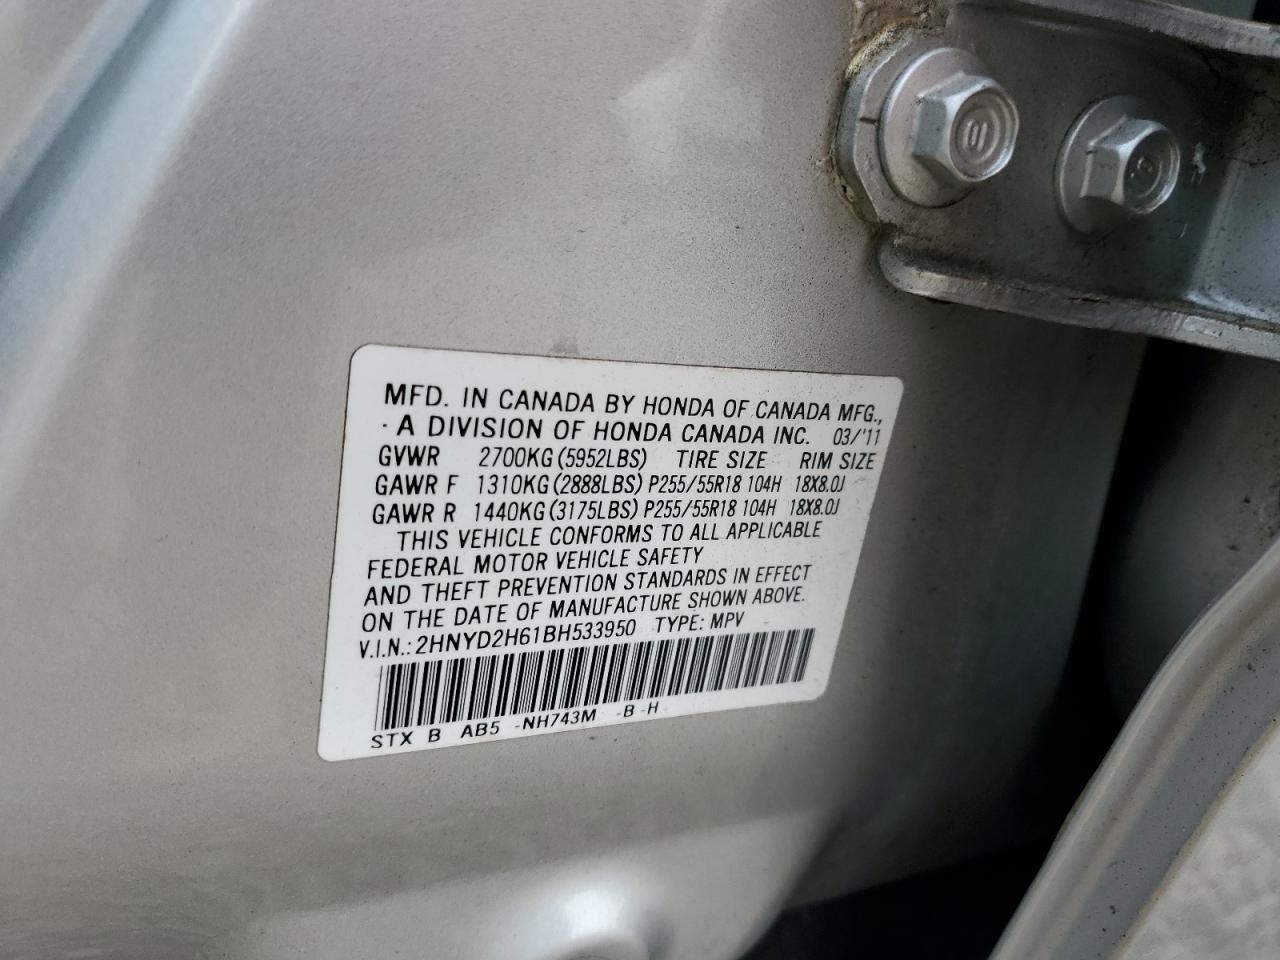 MFD. IN CANADA BY HONDA OF CANADA MFG.,
A DIVISION OF HONDA CANADA INC. 03/'11
GVWR 2700KG (5952LBS) TIRE SIZE RIM SIZE
GAWR F 1310KG (2888LBS) P255/55R18 104H 18X8.0J
GAWR R 1440KG (3175LBS) P255/55R18 104H 18X8.0J
THIS VEHICLE CONFORMS TO ALL APPLICABLE
FEDERAL MOTOR VEHICLE SAFETY
AND THEFT PREVENTION STANDARDS IN EFFECT
ON THE DATE OF MANUFACTURE SHOWN ABOVE.
V.I.N.: 2HNYD2H61BH533950 TYPE: MPV
STX B AB5 -NH743M -B -H